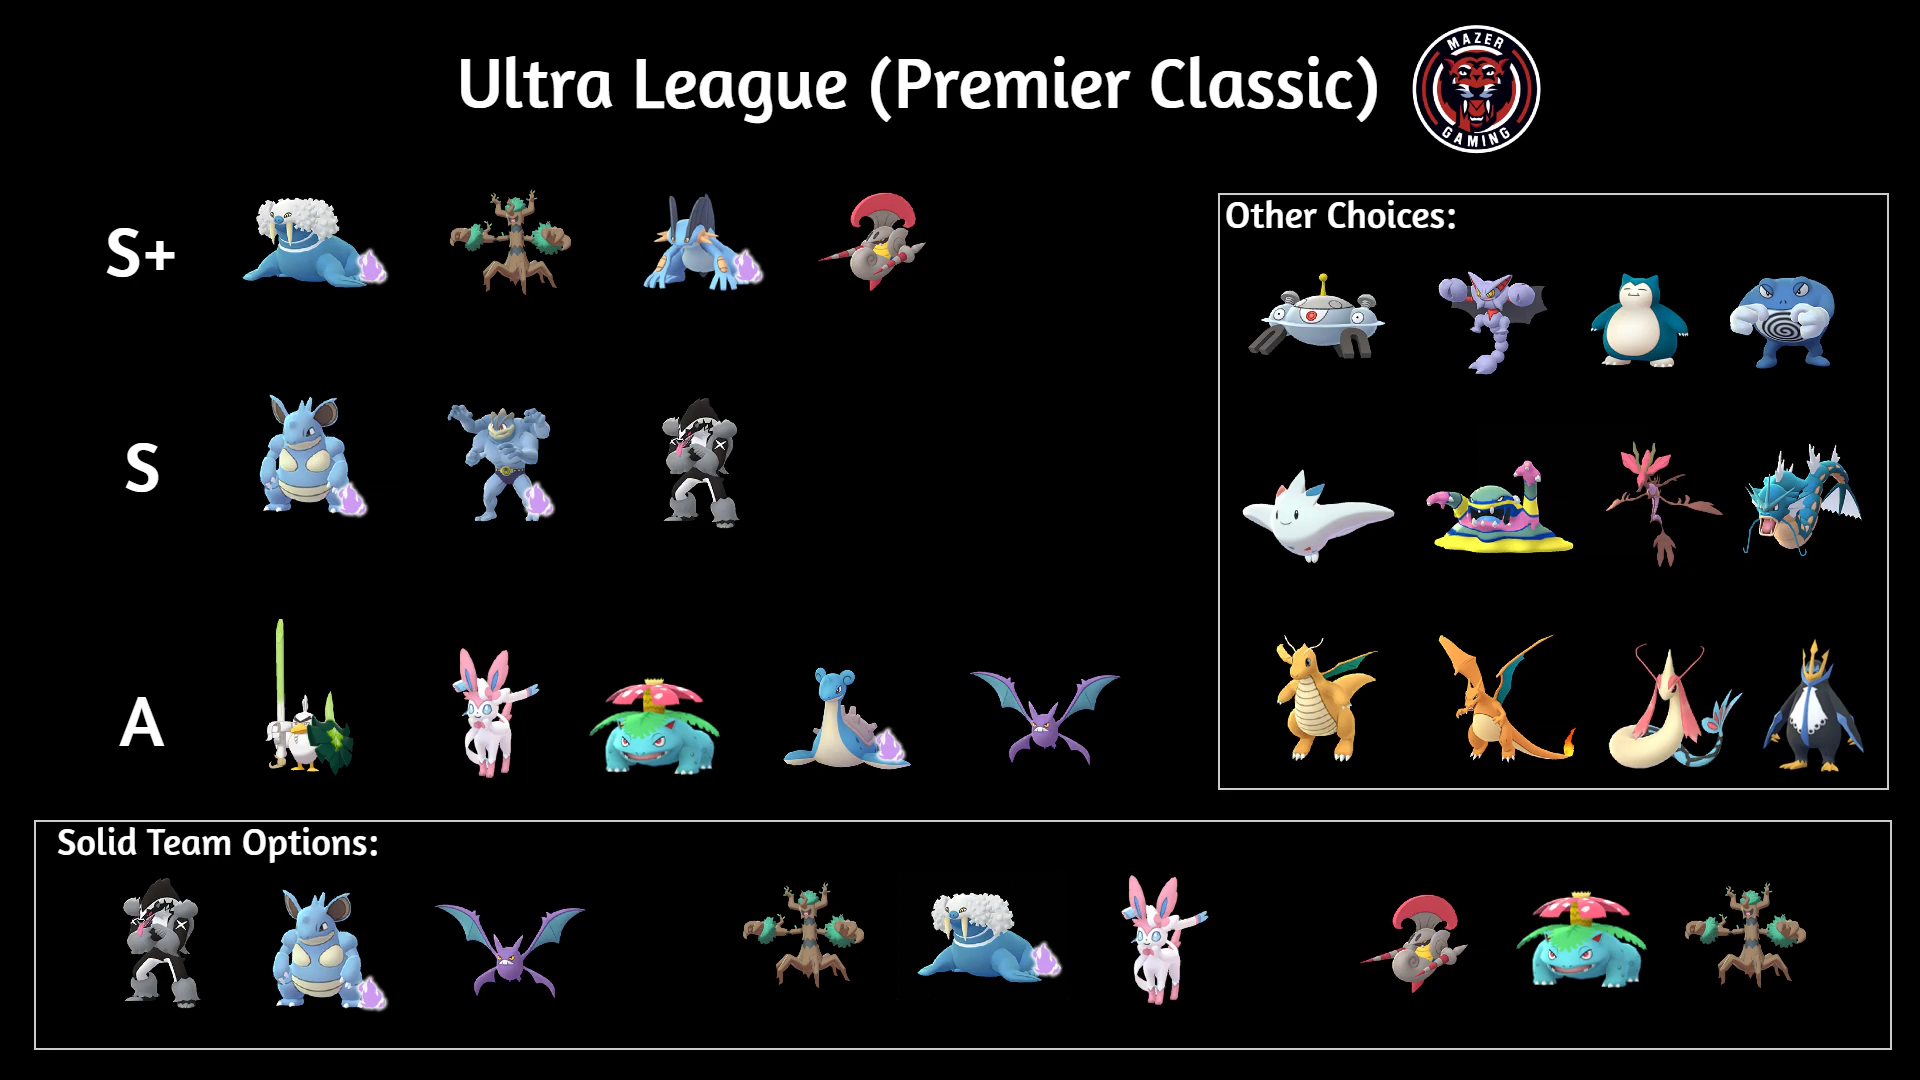 Ultra League (Premier Classic)
MAZER
GAMING
S+
Other Choices:
S
A
Solid Team Options: